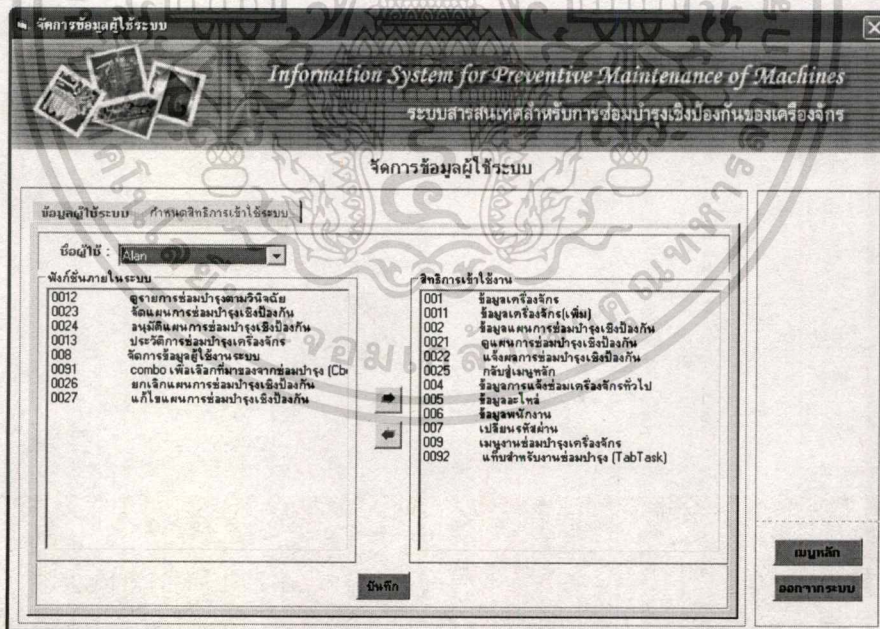 จัดการข้อมูลผู้ใช้ระบบ
Information System for Preventive Maintenance of Machines
ระบบสารสนเทศสำหรับการซ่อมบำรุงเชิงป้องกันของเครื่องจักร
จัดการข้อมูลผู้ใช้ระบบ
ข้อมูลผู้ใช้ระบบ กำหนดสิทธิการเข้าใช้ระบบ
ชื่อผู้ใช้ : Alan
ฟังก์ชั่นภายในระบบ
0012 ดูรายการซ่อมบำรุงตามวินิจฉัย
0023 จัดแผนการซ่อมบำรุงเชิงป้องกัน
0024 อนุมัติแผนการซ่อมบำรุงเชิงป้องกัน
0013 ประวัติการซ่อมบำรุงเครื่องจักร
008 จัดการข้อมูลผู้ใช้งานระบบ
0091 combo เพื่อเลือกที่มาของจากซ่อมบำรุง (Cb
0026 ยกเลิกแผนการซ่อมบำรุงเชิงป้องกัน
0027 แก้ไขแผนการซ่อมบำรุงเชิงป้องกัน
สิทธิการเข้าใช้งาน
001 ข้อมูลเครื่องจักร
0011 ข้อมูลเครื่องจักร(เพิ่ม)
002 ข้อมูลแผนการซ่อมบำรุงเชิงป้องกัน
0021 ดูแผนการซ่อมบำรุงเชิงป้องกัน
0022 แจ้งผลการซ่อมบำรุงเชิงป้องกัน
0025 กลับสู่เมนูหลัก
004 ข้อมูลการแจ้งซ่อมเครื่องจักรทั่วไป
005 ข้อมูลอะไหล่
006 ข้อมูลพนักงาน
007 เปลี่ยนรหัสผ่าน
009 เมนูงานซ่อมบำรุงเครื่องจักร
0092 แท็บสำหรับงานซ่อมบำรุง (TabTask)
บันทึก
เมนูหลัก
ออกจากระบบ